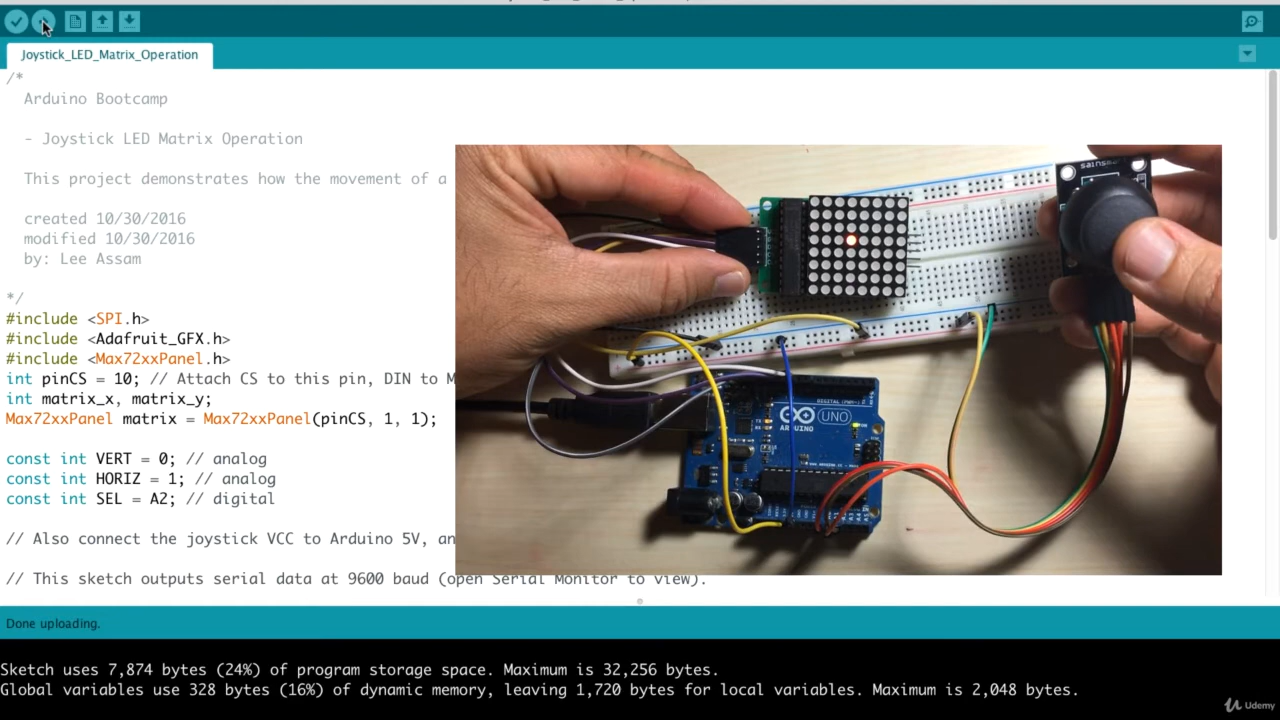 Joystick_LED_Matrix_Operation
/*
Arduino Bootcamp
- Joystick LED Matrix Operation
This project demonstrates how the movement of a
created 10/30/2016
modified 10/30/2016
by: Lee Assam
*/
#include <SPI.h>
#include <Adafruit_GFX.h>
#include <Max72xxPanel.h>
int pinCS = 10; // Attach CS to this pin, DIN to M
int matrix_x, matrix_y;
Max72xxPanel matrix = Max72xxPanel(pinCS, 1, 1);
const int VERT = 0; // analog
const int HORIZ = 1; // analog
const int SEL = A2; // digital
// Also connect the joystick VCC to Arduino 5V, an
// This sketch outputs serial data at 9600 baud (open Serial Monitor to view).
UNO
ARDUINO
Done uploading.
Sketch uses 7,874 bytes (24%) of program storage space. Maximum is 32,256 bytes.
Global variables use 328 bytes (16%) of dynamic memory, leaving 1,720 bytes for local variables. Maximum is 2,048 bytes.
Udemy